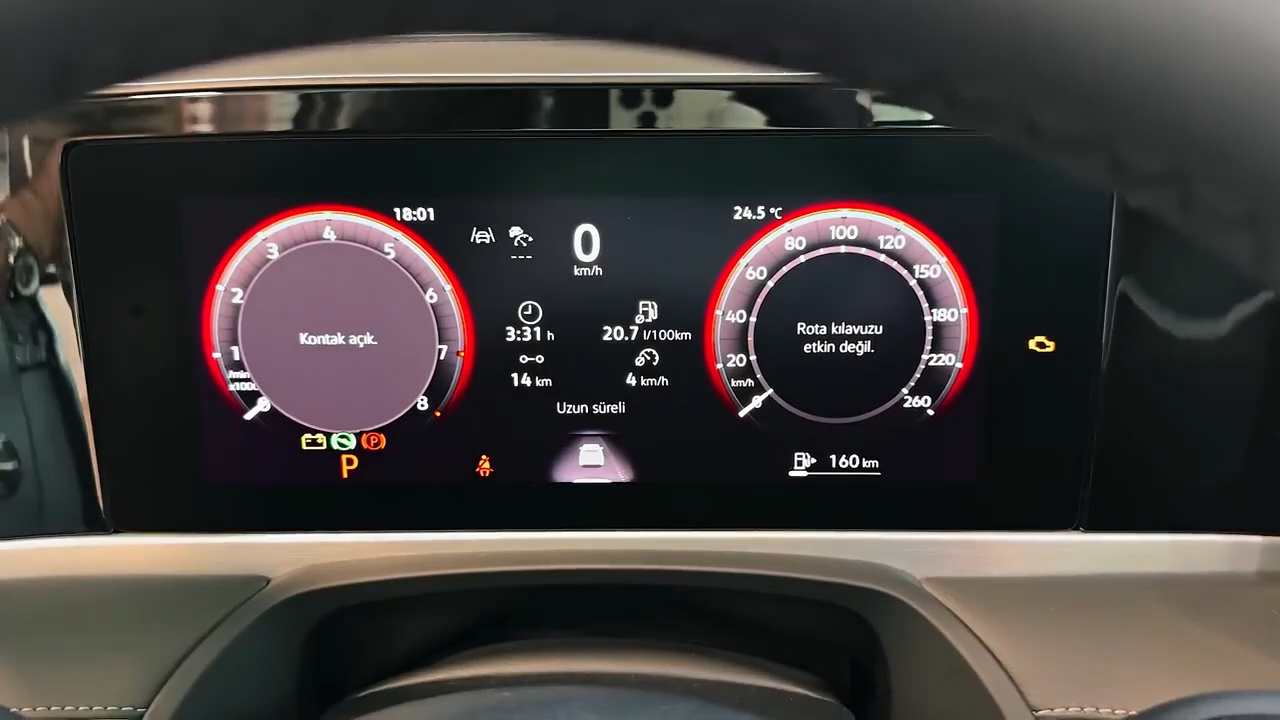 18:01
24.5 °C
0
km/h
3
4
5
2
6
1
7
/min
x1000
0
8
Kontak açık.
3:31 h
20.7 l/100km
14 km
4 km/h
Uzun süreli
80
100
120
60
150
40
180
20
220
km/h
0
260
Rota kılavuzu
etkin değil.
P
P
160 km